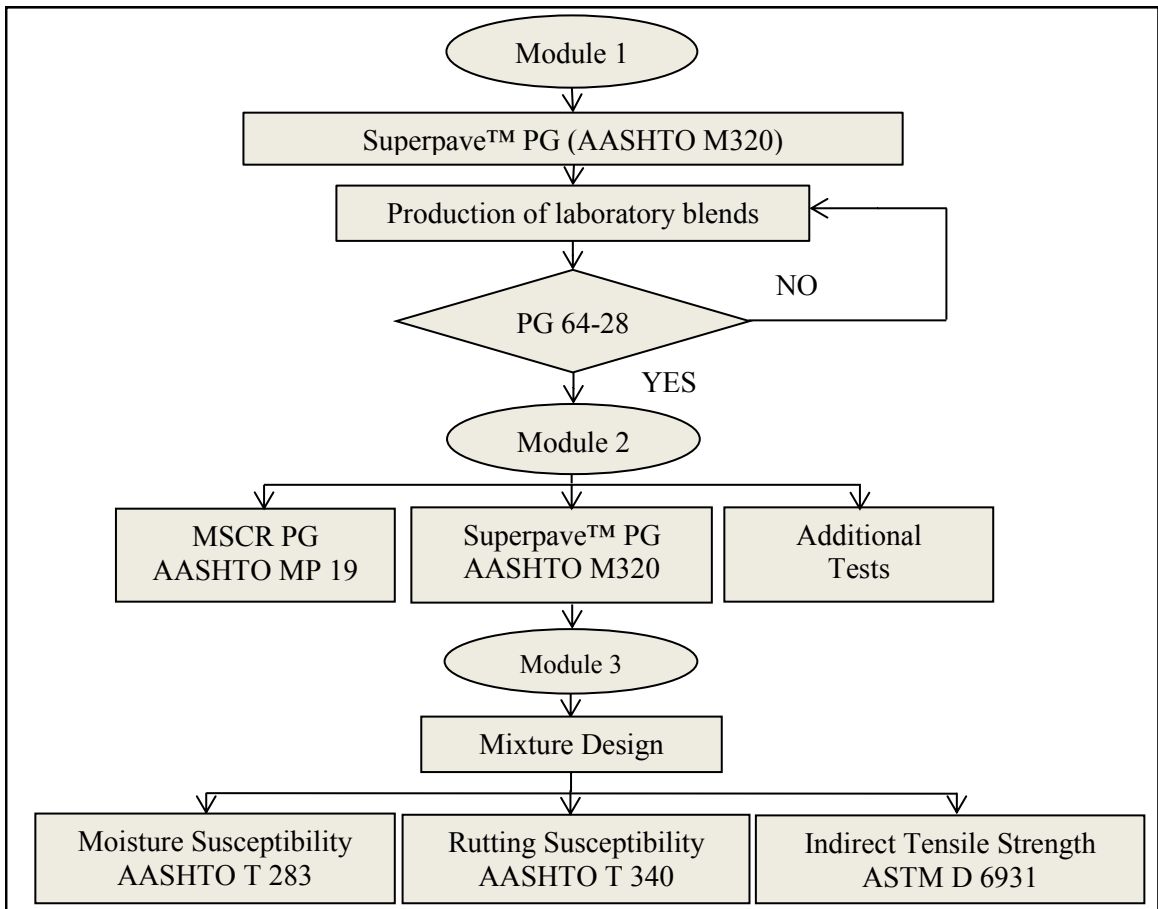 Module 1
Superpave™ PG (AASHTO M320)
Production of laboratory blends
NO
PG 64-28
YES
Module 2
MSCR PG
AASHTO MP 19
Superpave™ PG
AASHTO M320
Additional
Tests
Module 3
Mixture Design
Moisture Susceptibility
AASHTO T 283
Rutting Susceptibility
AASHTO T 340
Indirect Tensile Strength
ASTM D 6931